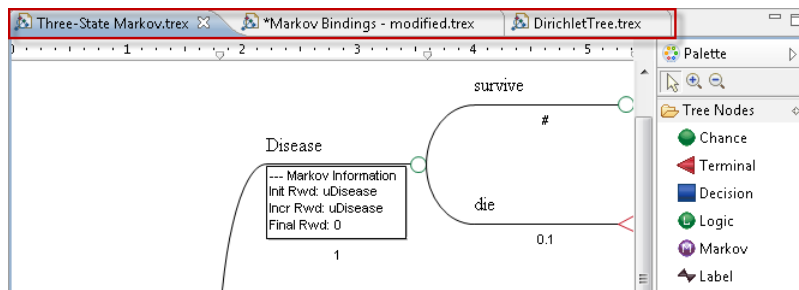 Three-State Markov.trex
*Markov Bindings - modified.trex
DirichletTree.trex
0 1 2 3 4 5
Palette
survive
#
Tree Nodes
Chance
Disease
Terminal
--- Markov Information
Init Rwd: uDisease
Incr Rwd: uDisease
Final Rwd: 0
1
die
0.1
Decision
L Logic
M Markov
Label